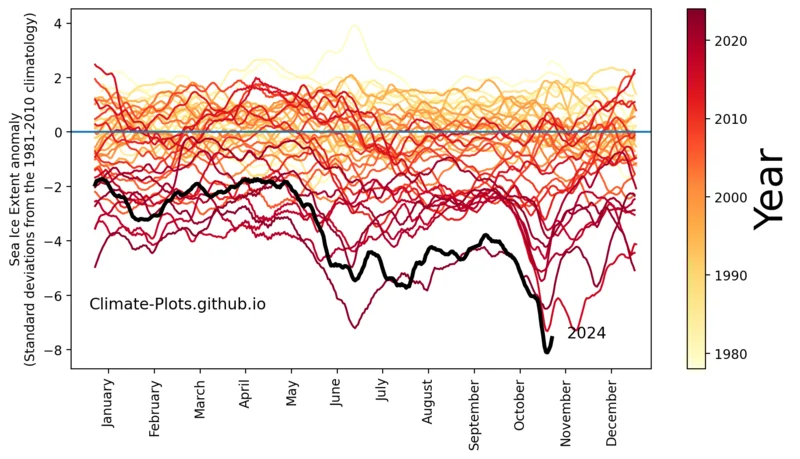 Sea Ice Extent anomaly
(Standard deviations from the 1981-2010 climatology)
4
2
0
−2
−4
−6
−8
Climate-Plots.github.io
2024
January
February
March
April
May
June
July
August
September
October
November
December
2020
2010
2000
1990
1980
Year